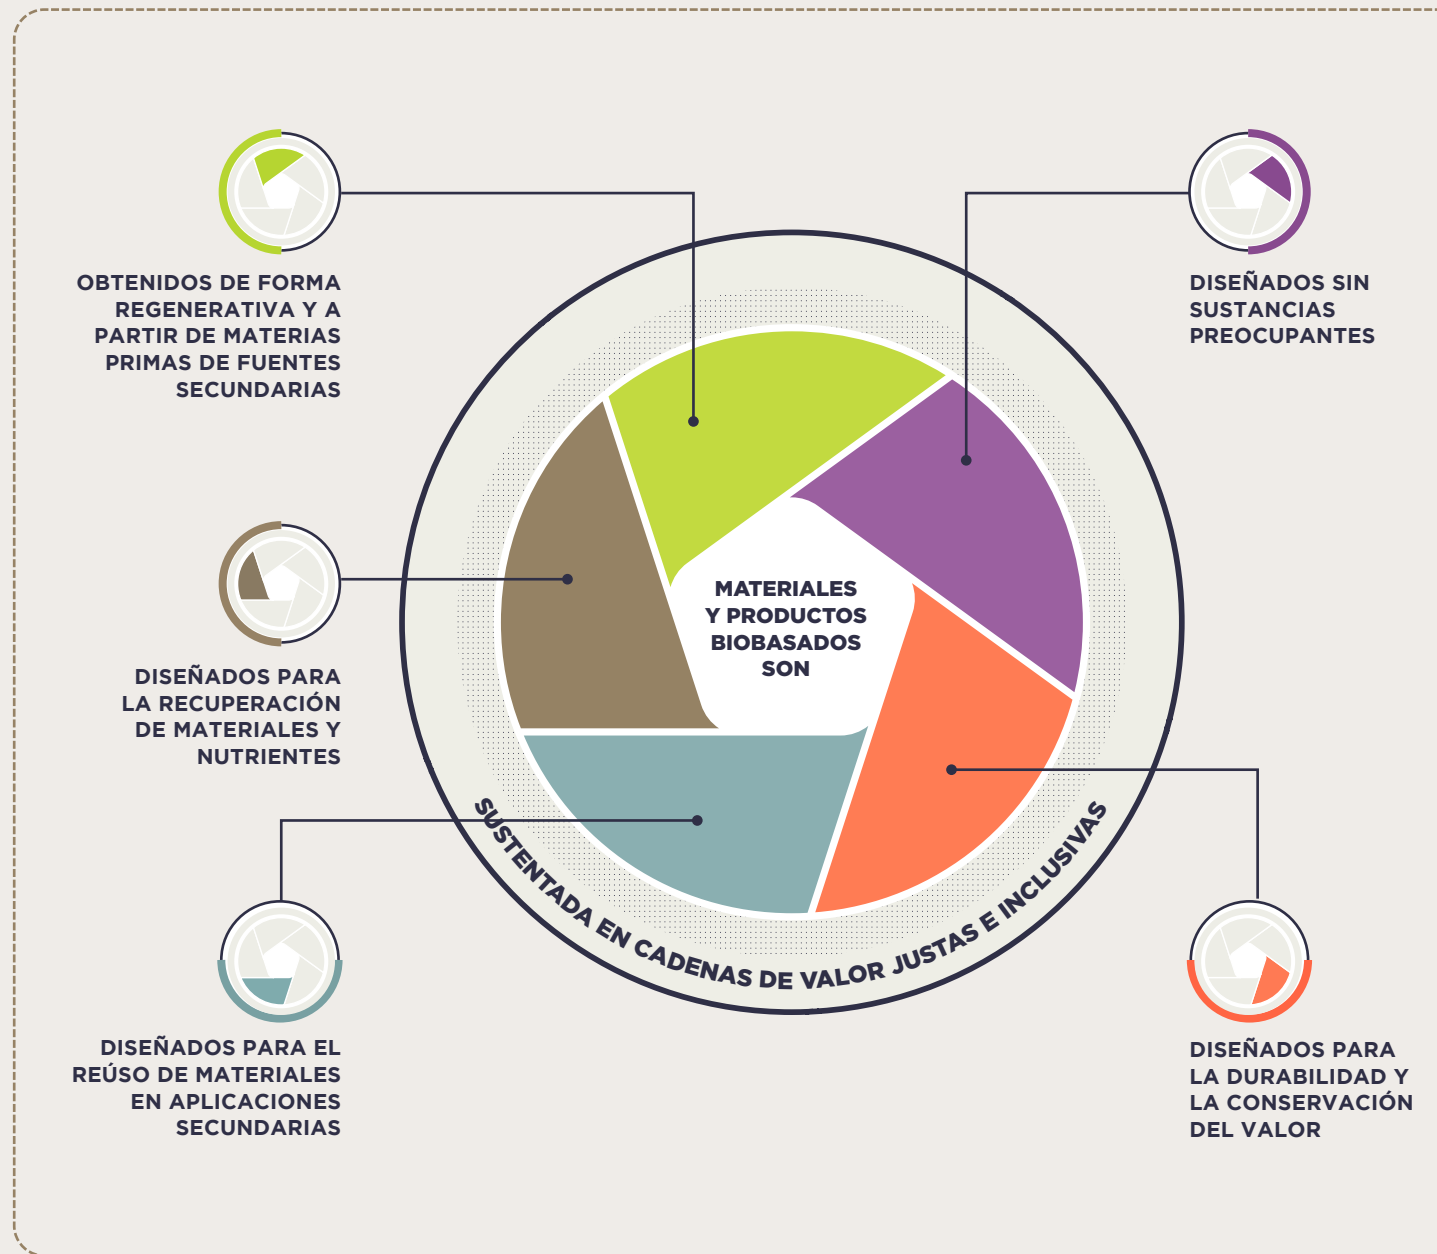 OBTENIDOS DE FORMA
REGENERATIVA Y A
PARTIR DE MATERIAS
PRIMAS DE FUENTES
SECUNDARIAS
DISEÑADOS SIN
SUSTANCIAS
PREOCUPANTES
MATERIALES
Y PRODUCTOS
BIOBASADOS
SON
DISEÑADOS PARA
LA RECUPERACIÓN
DE MATERIALES Y
NUTRIENTES
SUSTENTADA EN CADENAS DE VALOR JUSTAS E INCLUSIVAS
DISEÑADOS PARA EL
REÚSO DE MATERIALES
EN APLICACIONES
SECUNDARIAS
DISEÑADOS PARA
LA DURABILIDAD Y
LA CONSERVACIÓN
DEL VALOR